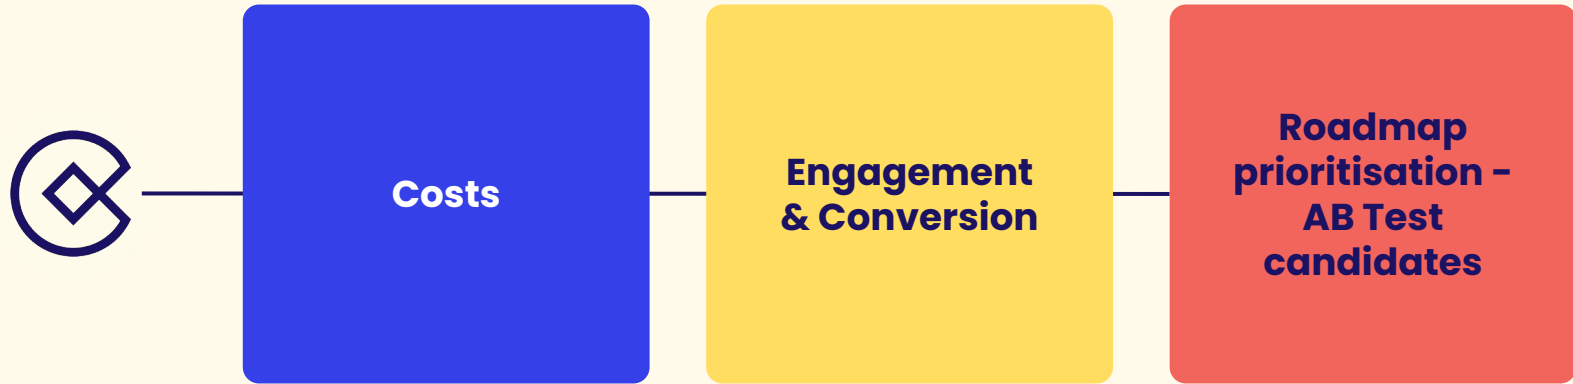 Costs
Engagement
& Conversion
Roadmap
prioritisation -
AB Test
candidates